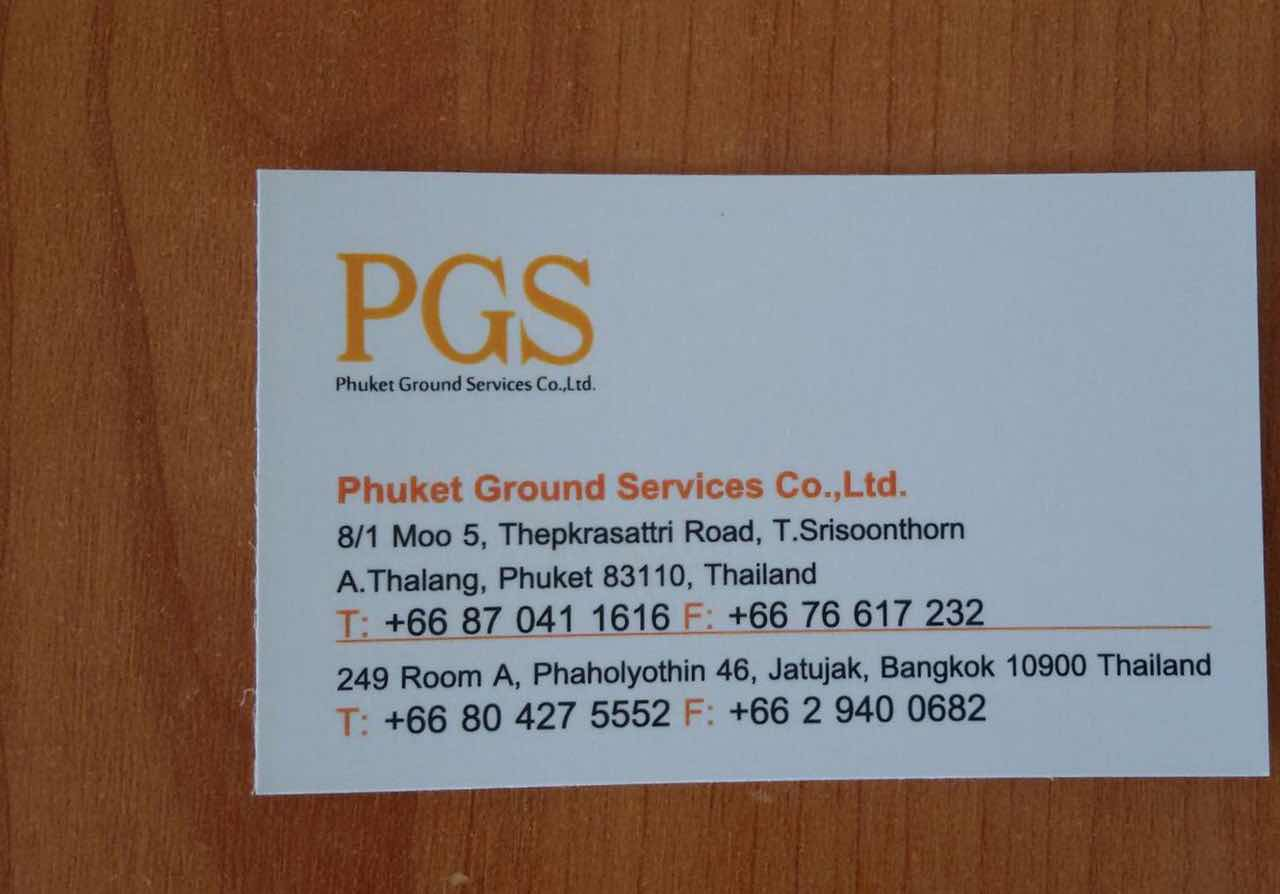 PGS
Phuket Ground Services Co.,Ltd.
Phuket Ground Services Co.,Ltd.
8/1 Moo 5, Thepkrasattri Road, T.Srisoonthorn
A.Thalang, Phuket 83110, Thailand
T: +66 87 041 1616 F: +66 76 617 232
249 Room A, Phaholyothin 46, Jatujak, Bangkok 10900 Thailand
T: +66 80 427 5552 F: +66 2 940 0682